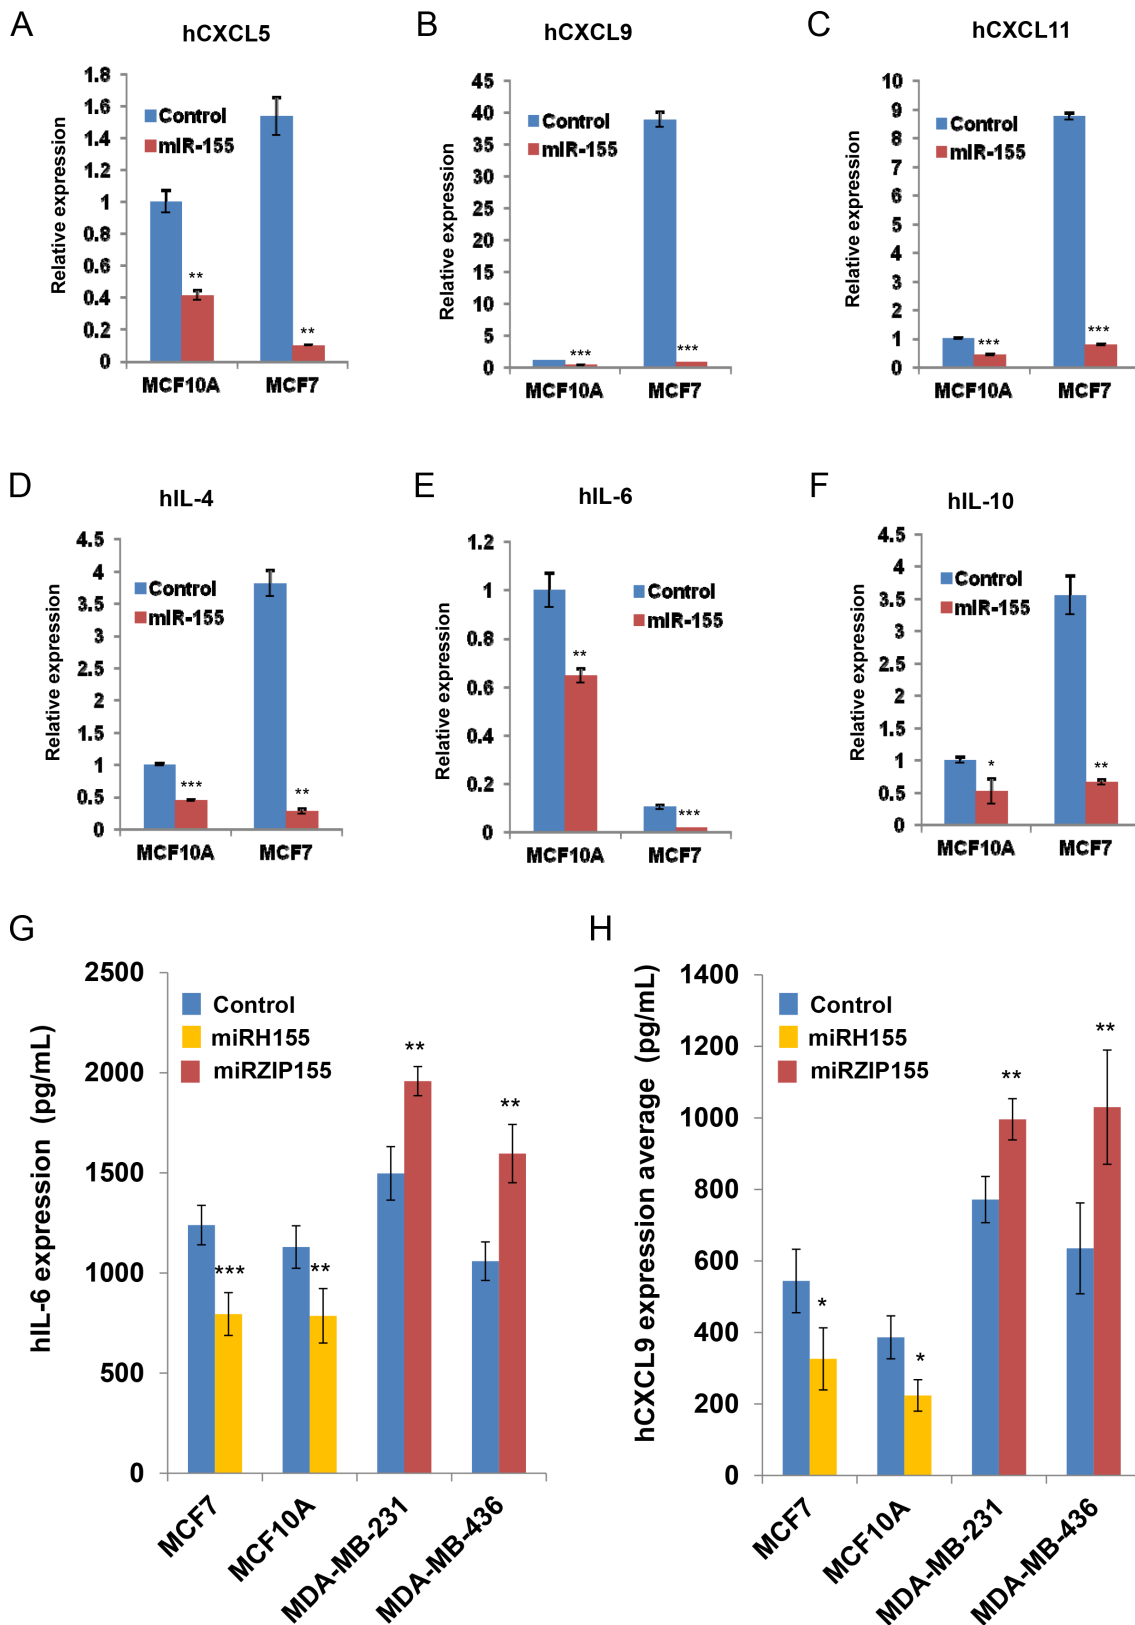 A
hCXCL5
Relative expression
1.8
1.6
1.4
1.2
1
0.8
0.6
0.4
0.2
0
Control
miR-155
**
**
MCF10A
MCF7
B
hCXCL9
Relative expression
45
40
35
30
25
20
15
10
5
0
Control
miR-155
***
***
MCF10A
MCF7
C
hCXCL11
Relative expression
10
9
8
7
6
5
4
3
2
1
0
Control
miR-155
***
***
MCF10A
MCF7
D
hIL-4
Relative expression
4.5
4
3.5
3
2.5
2
1.5
1
0.5
0
Control
miR-155
***
**
MCF10A
MCF7
E
hIL-6
Relative expression
1.2
1
0.8
0.6
0.4
0.2
0
Control
miR-155
**
***
MCF10A
MCF7
F
hIL-10
Relative expression
4.5
4
3.5
3
2.5
2
1.5
1
0.5
0
Control
miR-155
*
**
MCF10A
MCF7
G
hIL-6 expression (pg/mL)
2500
2000
1500
1000
500
0
Control
miRH155
miRZIP155
***
**
**
**
MCF7
MCF10A
MDA-MB-231
MDA-MB-436
H
hCXCL9 expression average (pg/mL)
1400
1200
1000
800
600
400
200
0
Control
miRH155
miRZIP155
*
*
**
**
MCF7
MCF10A
MDA-MB-231
MDA-MB-436